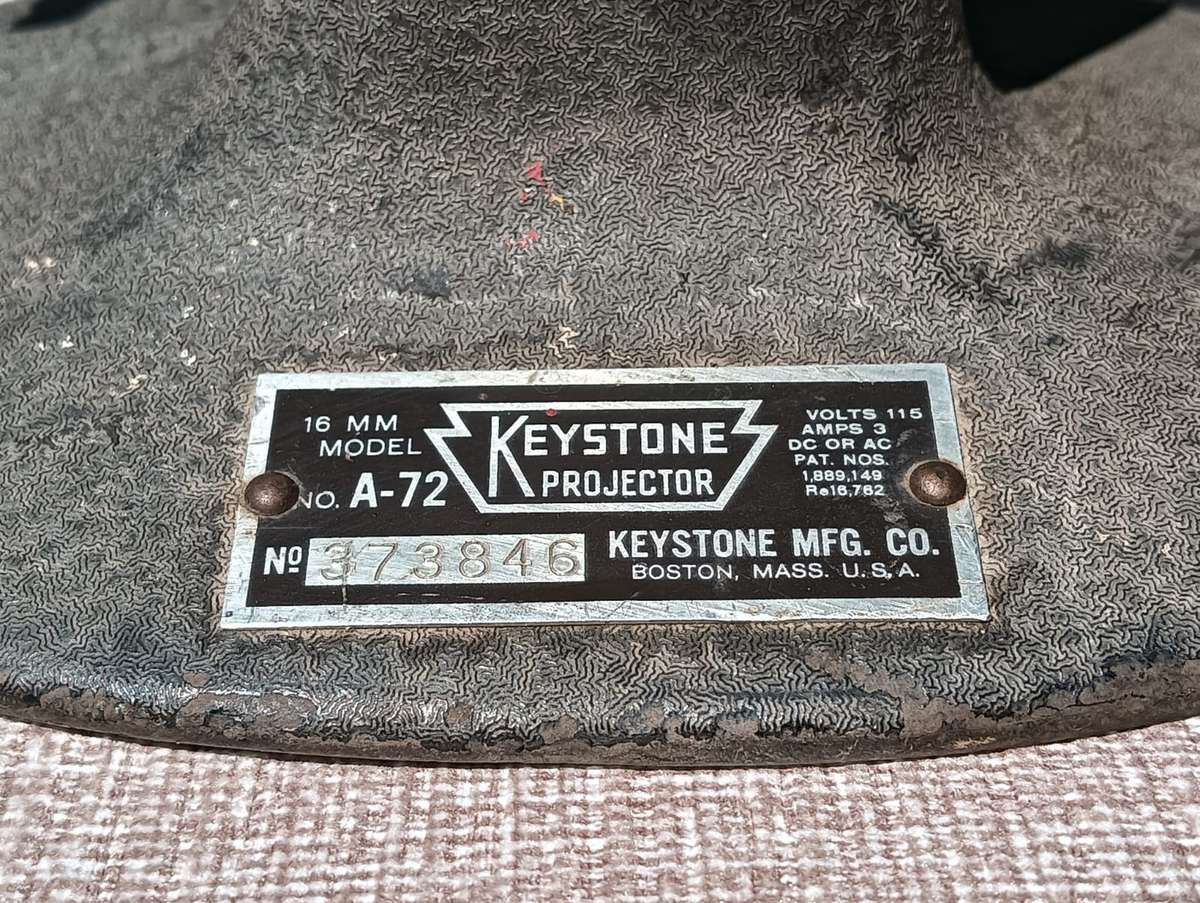 16 MM
MODEL
NO. A-72
KEYSTONE
PROJECTOR
VOLTS 115
AMPS 3
DC OR AC
PAT. NOS.
1,889,149
Re16,762
No 373846
KEYSTONE MFG. CO.
BOSTON, MASS. U.S.A.